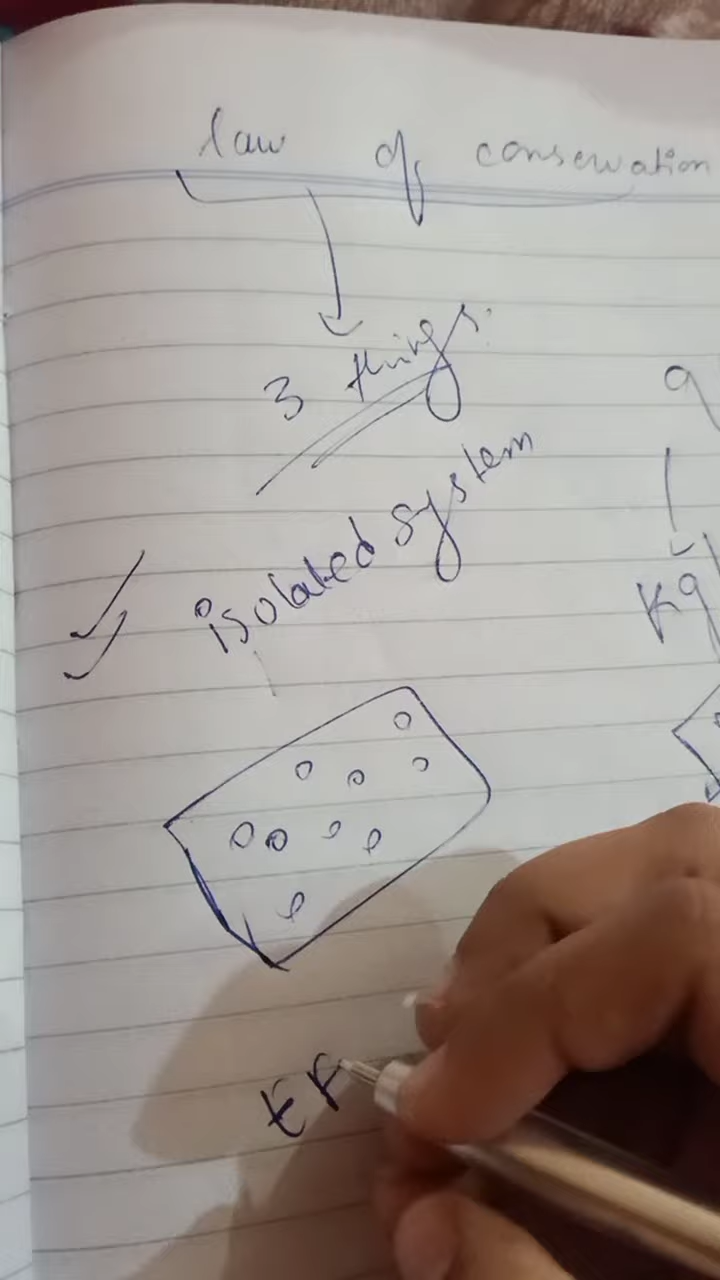 law of conservation
3 things.
isolated system